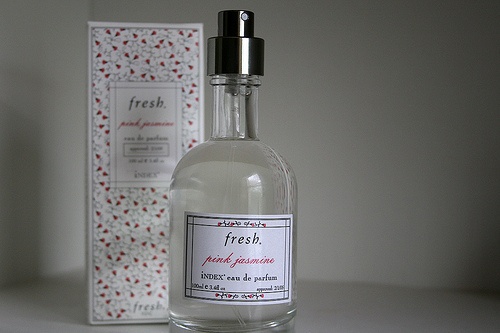 fresh.
pink jasmine
eau de parfum
INDEX
fresh.
fresh.
pink jasmine
INDEX° eau de parfum
100ml e 3.4fl oz